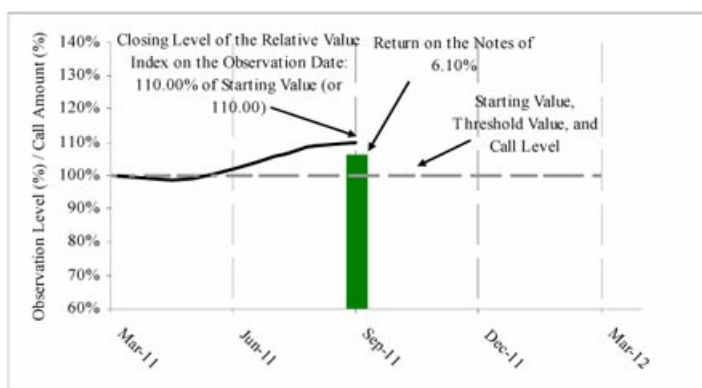 Observation Level (%) / Call Amount (%)
140%
130%
120%
110%
100%
90%
80%
70%
60%
Closing Level of the Relative Value
Index on the Observation Date:
110.00% of Starting Value (or
110.00)
Return on the Notes of
6.10%
Starting Value,
Threshold Value, and
Call Level
Mar-11
Jun-11
Sep-11
Dec-11
Mar-12